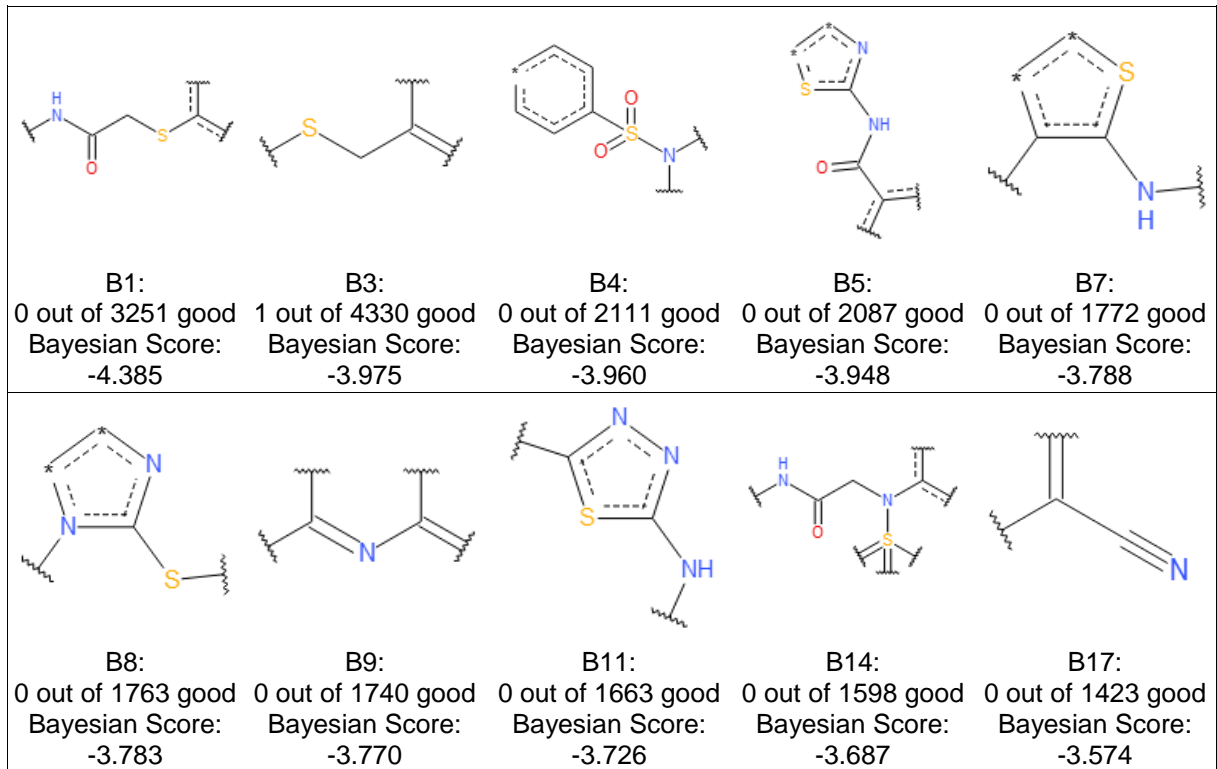 H
N
O
S
B1:
0 out of 3251 good
Bayesian Score:
-4.385
S
B3:
1 out of 4330 good
Bayesian Score:
-3.975
*
O
S
O
N
B4:
0 out of 2111 good
Bayesian Score:
-3.960
*
*
N
S
NH
O
B5:
0 out of 2087 good
Bayesian Score:
-3.948
*
*
S
N
H
B7:
0 out of 1772 good
Bayesian Score:
-3.788
*
*
N
N
S
B8:
0 out of 1763 good
Bayesian Score:
-3.783
N
B9:
0 out of 1740 good
Bayesian Score:
-3.770
N
N
S
NH
B11:
0 out of 1663 good
Bayesian Score:
-3.726
H
N
O
N
S
B14:
0 out of 1598 good
Bayesian Score:
-3.687
N
B17:
0 out of 1423 good
Bayesian Score:
-3.574